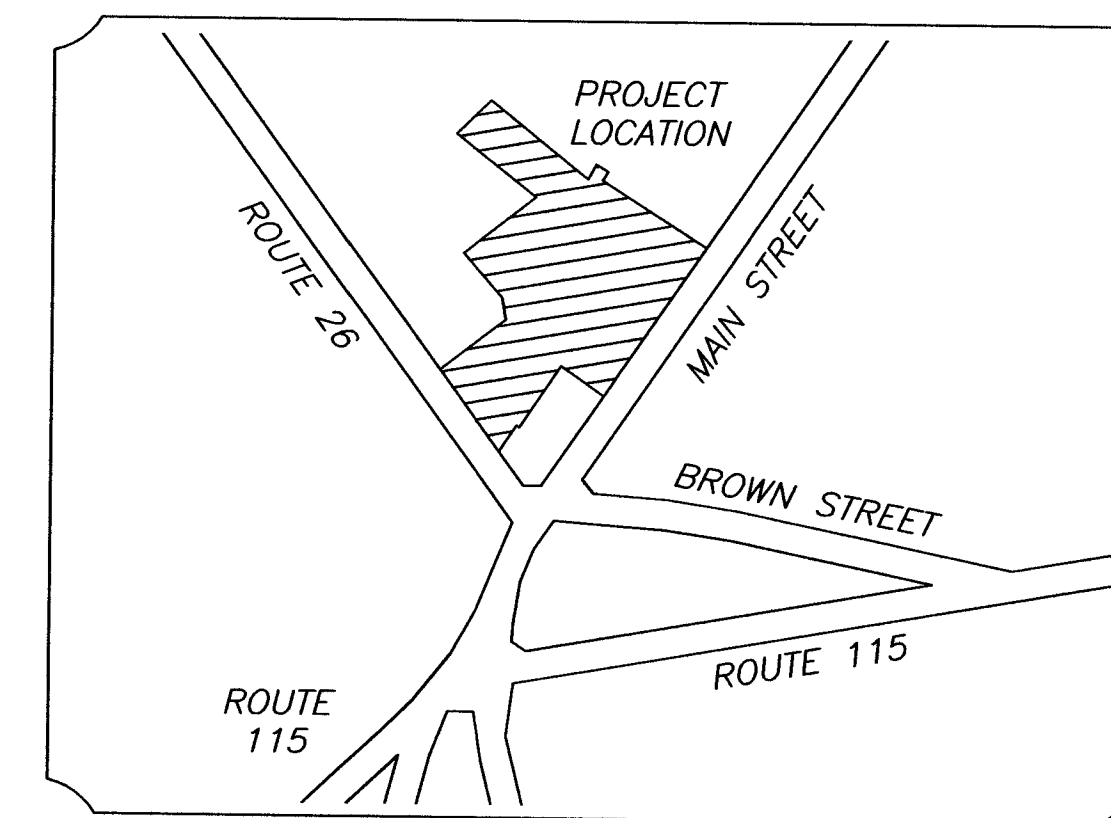 PROJECT
LOCATION
ROUTE 26
MAIN STREET
BROWN STREET
ROUTE 115
ROUTE
115